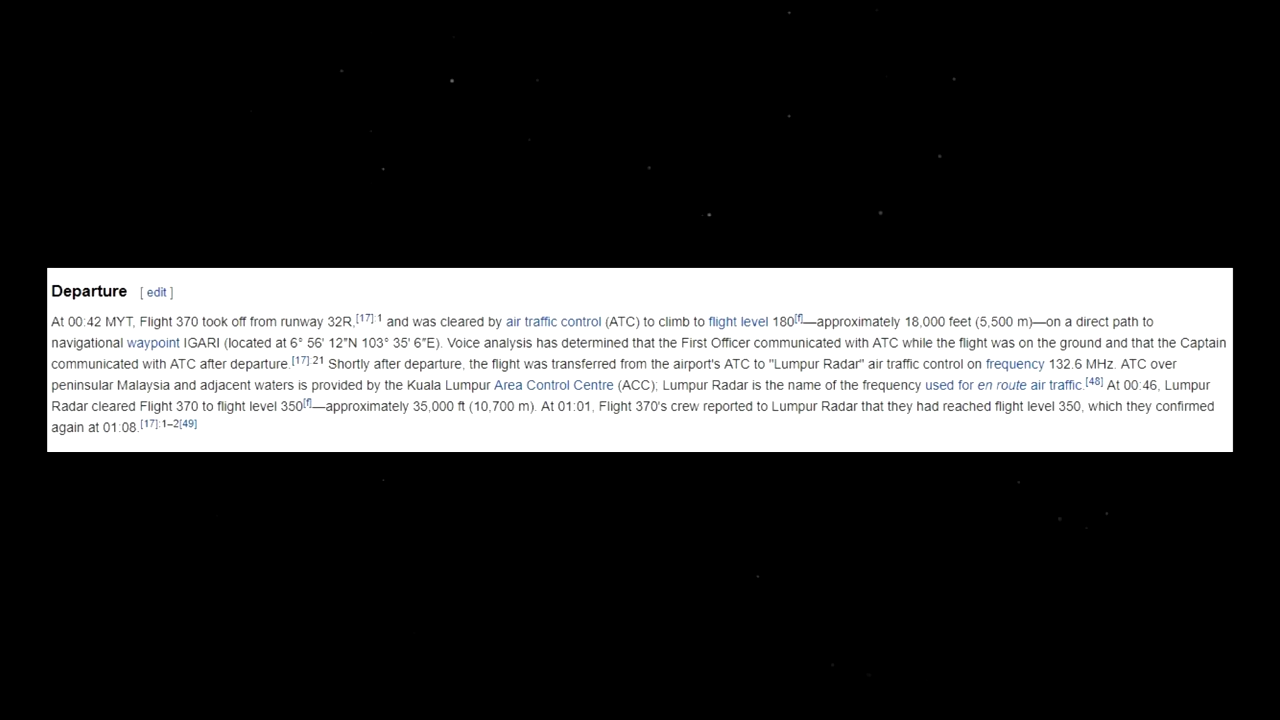 Departure [ edit ]
At 00:42 MYT, Flight 370 took off from runway 32R,[17]:1 and was cleared by air traffic control (ATC) to climb to flight level 180[f]—approximately 18,000 feet (5,500 m)—on a direct path to
navigational waypoint IGARI (located at 6° 56′ 12″N 103° 35′ 6″E). Voice analysis has determined that the First Officer communicated with ATC while the flight was on the ground and that the Captain
communicated with ATC after departure.[17]:21 Shortly after departure, the flight was transferred from the airport's ATC to "Lumpur Radar" air traffic control on frequency 132.6 MHz. ATC over
peninsular Malaysia and adjacent waters is provided by the Kuala Lumpur Area Control Centre (ACC); Lumpur Radar is the name of the frequency used for en route air traffic.[48] At 00:46, Lumpur
Radar cleared Flight 370 to flight level 350[f]—approximately 35,000 ft (10,700 m). At 01:01, Flight 370's crew reported to Lumpur Radar that they had reached flight level 350, which they confirmed
again at 01:08.[17]:1–2[49]